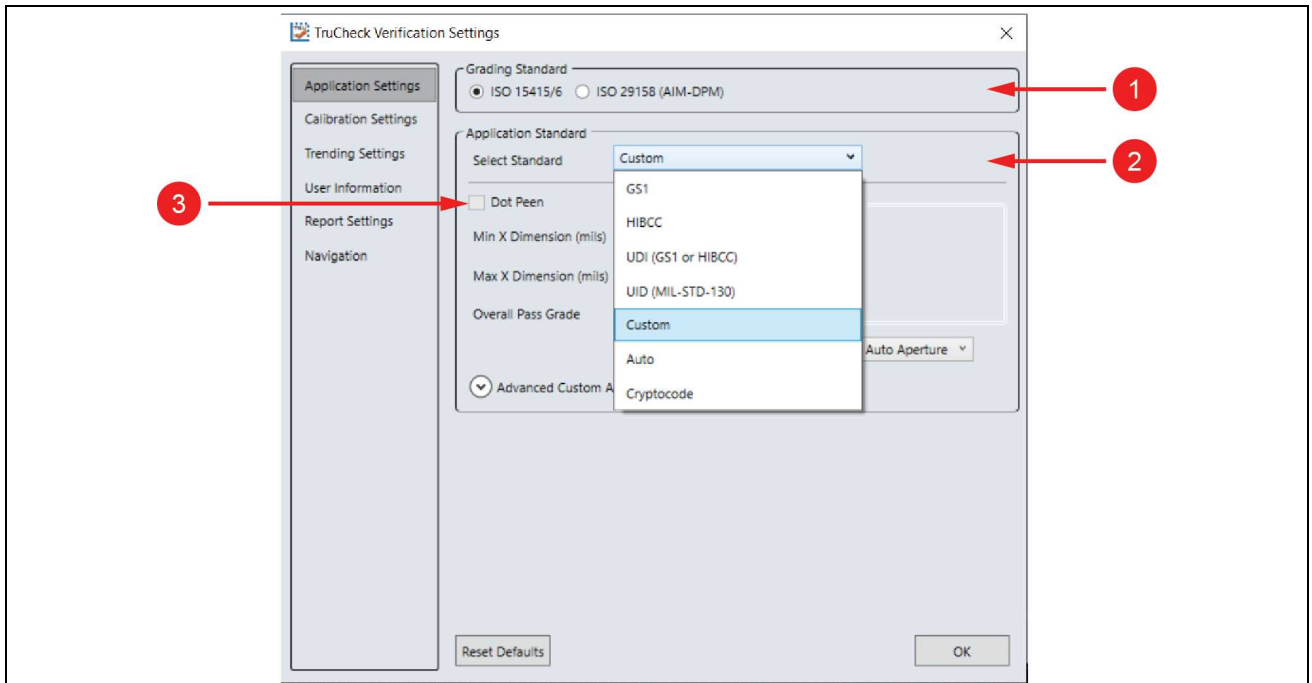 TruCheck Verification Settings
Application Settings
Calibration Settings
Trending Settings
User Information
Report Settings
Navigation
Grading Standard
ISO 15415/6 ISO 29158 (AIM-DPM)
1
Application Standard
Select Standard Custom
2
GS1
3
Dot Peen
HIBCC
Min X Dimension (mils)
UDI (GS1 or HIBCC)
Max X Dimension (mils)
UID (MIL-STD-130)
Overall Pass Grade
Custom
Auto
Auto Aperture
Advanced Custom A
Cryptocode
Reset Defaults
OK